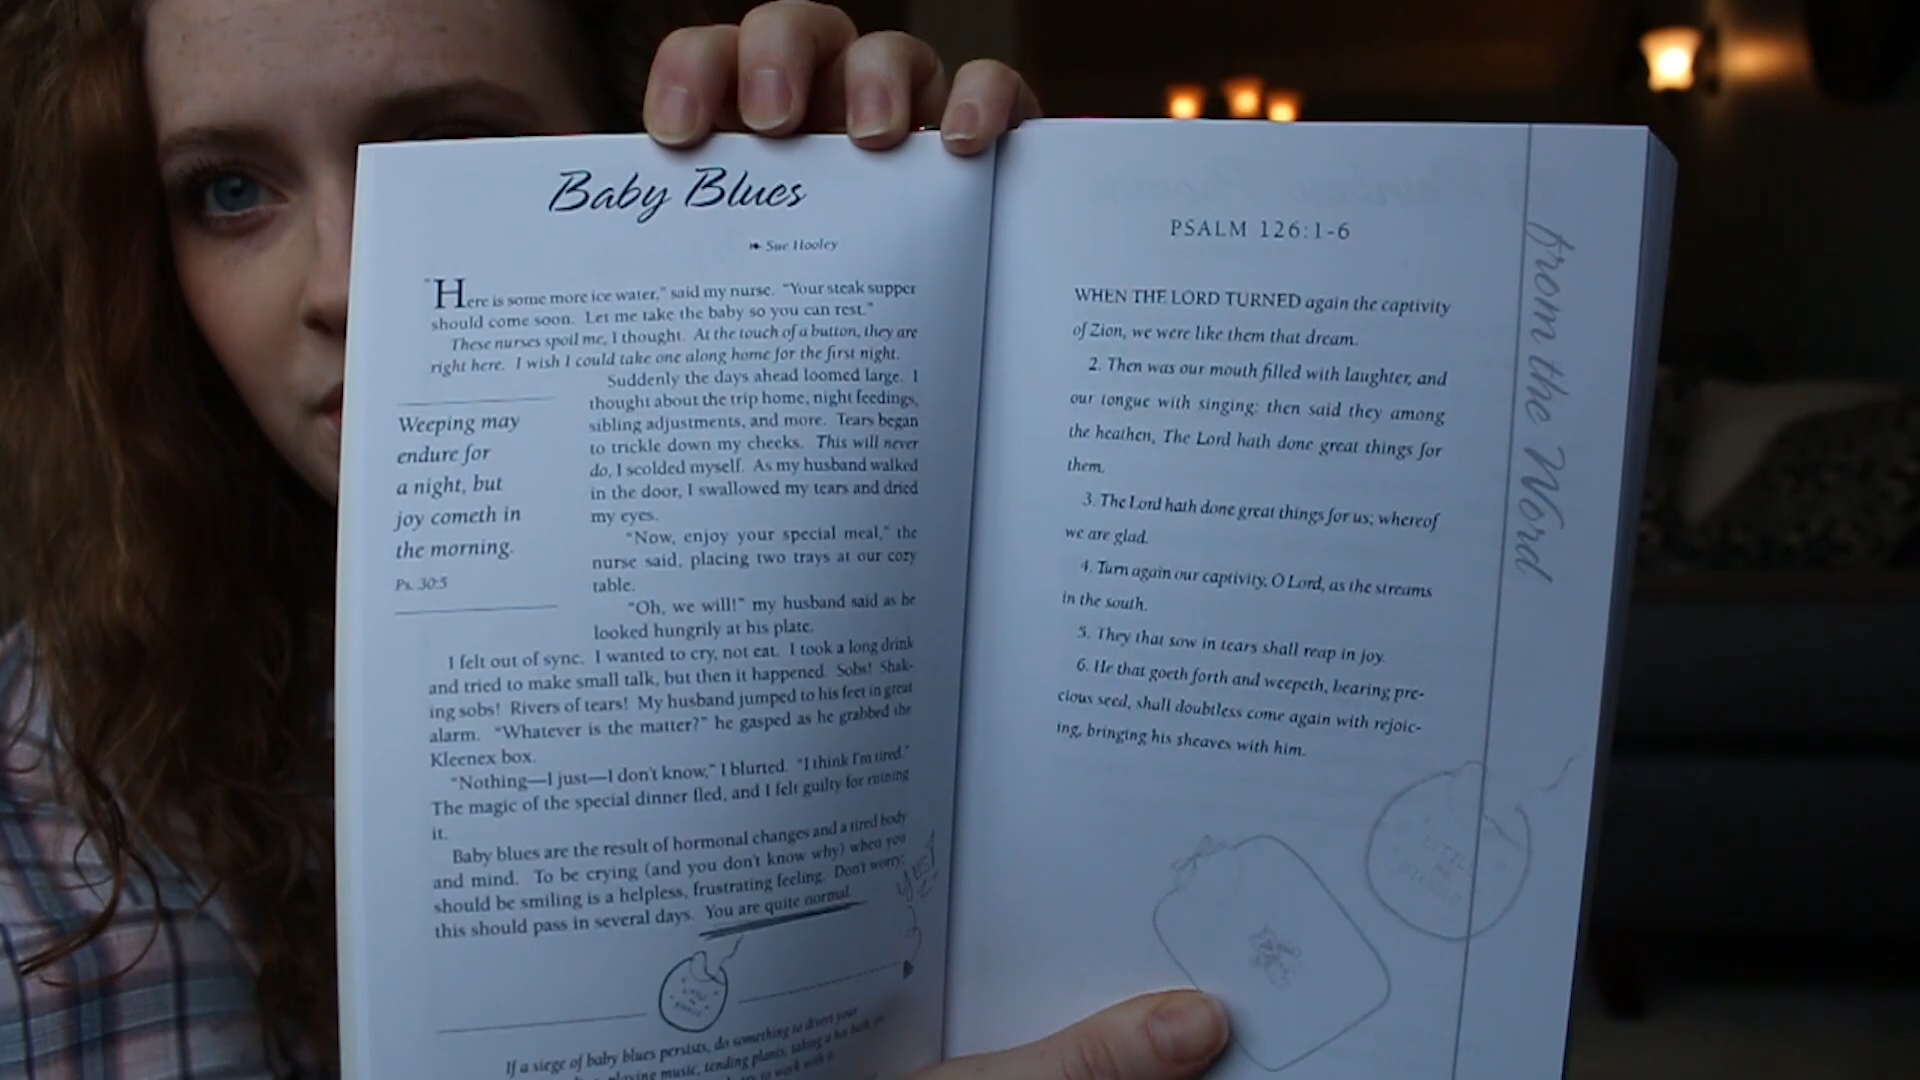 Baby Blues
❧ Sue Hooley
"Here is some more ice water," said my nurse. "Your steak supper
should come soon. Let me take the baby so you can rest."
These nurses spoil me, I thought. At the touch of a button, they are
right here. I wish I could take one along home for the first night.
Suddenly the days ahead loomed large. I
thought about the trip home, night feedings,
sibling adjustments, and more. Tears began
to trickle down my cheeks. This will never
do, I scolded myself. As my husband walked
in the door, I swallowed my tears and dried
my eyes.
"Now, enjoy your special meal," the
nurse said, placing two trays at our cozy
table.
"Oh, we will!" my husband said as he
looked hungrily at his plate.
Weeping may
endure for
a night, but
joy cometh in
the morning.
Ps. 30:5
I felt out of sync. I wanted to cry, not eat. I took a long drink
and tried to make small talk, but then it happened. Sobs! Shak-
ing sobs! Rivers of tears! My husband jumped to his feet in great
alarm. "Whatever is the matter?" he gasped as he grabbed the
Kleenex box.
"Nothing—I just—I don't know," I blurted. "I think I'm tired."
The magic of the special dinner fled, and I felt guilty for ruining
it.
Baby blues are the result of hormonal changes and a tired body
and mind. To be crying (and you don't know why) when you
should be smiling is a helpless, frustrating feeling. Don't worry;
this should pass in several days. You are quite normal.
YES!
LITTLE
If a siege of baby blues persists, do something to divert your
playing music, tending plants, taking a hot bath
to work with it.
PSALM 126:1-6
WHEN THE LORD TURNED again the captivity
of Zion, we were like them that dream.
2. Then was our mouth filled with laughter, and
our tongue with singing: then said they among
the heathen, The Lord hath done great things for
them.
3. The Lord hath done great things for us; whereof
we are glad.
4. Turn again our captivity, O Lord, as the streams
in the south.
5. They that sow in tears shall reap in joy.
6. He that goeth forth and weepeth, bearing pre-
cious seed, shall doubtless come again with rejoic-
ing, bringing his sheaves with him.
from the Word
LITTLE